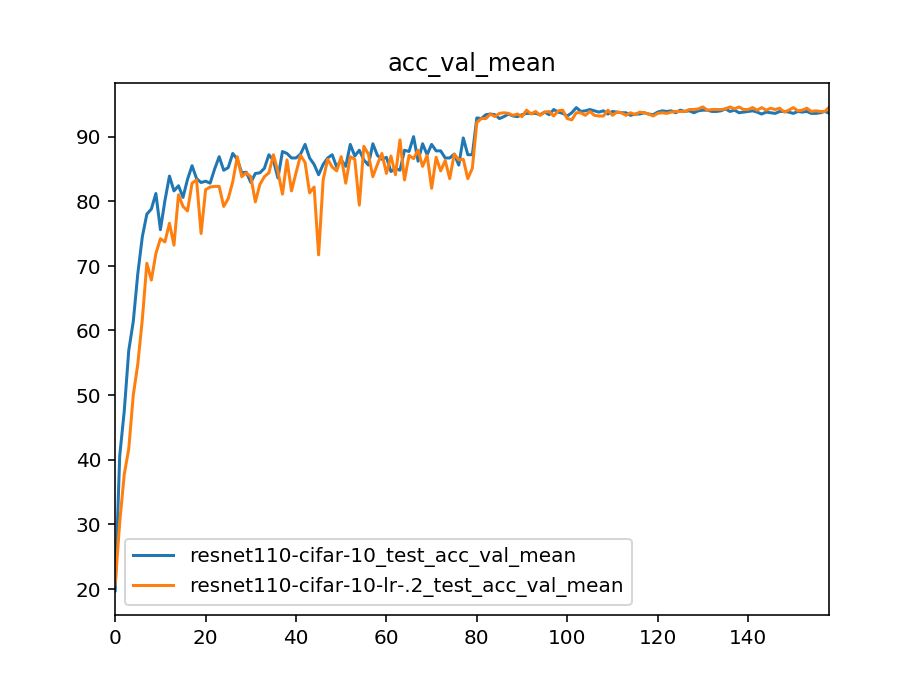 acc_val_mean
90
80
70
60
50
40
30
20
resnet110-cifar-10_test_acc_val_mean
resnet110-cifar-10-lr-.2_test_acc_val_mean
0 20 40 60 80 100 120 140